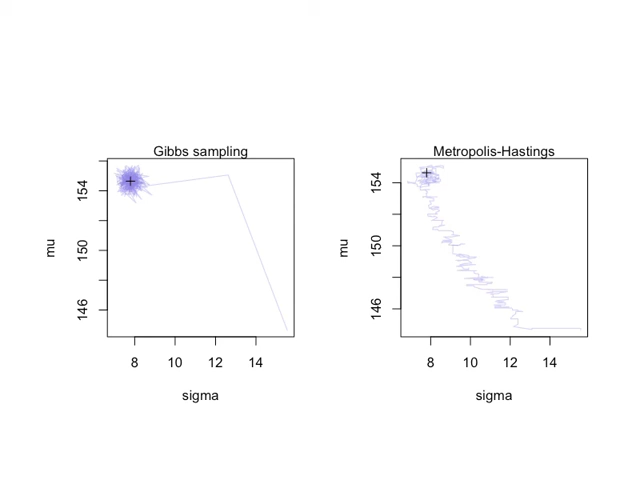 Gibbs sampling
mu
154
150
146
8 10 12 14
sigma
Metropolis-Hastings
mu
154
150
146
8 10 12 14
sigma